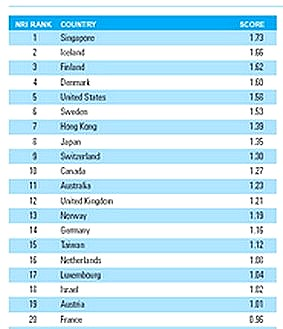 NRI RANK COUNTRY SCORE
1 Singapore 1.73
2 Iceland 1.66
3 Finland 1.62
4 Denmark 1.60
5 United States 1.58
6 Sweden 1.53
7 Hong Kong 1.39
8 Japan 1.35
9 Switzerland 1.30
10 Canada 1.27
11 Australia 1.23
12 United Kingdom 1.21
13 Norway 1.19
14 Germany 1.16
15 Taiwan 1.12
16 Netherlands 1.08
17 Luxembourg 1.04
18 Israel 1.02
19 Austria 1.01
20 France 0.96